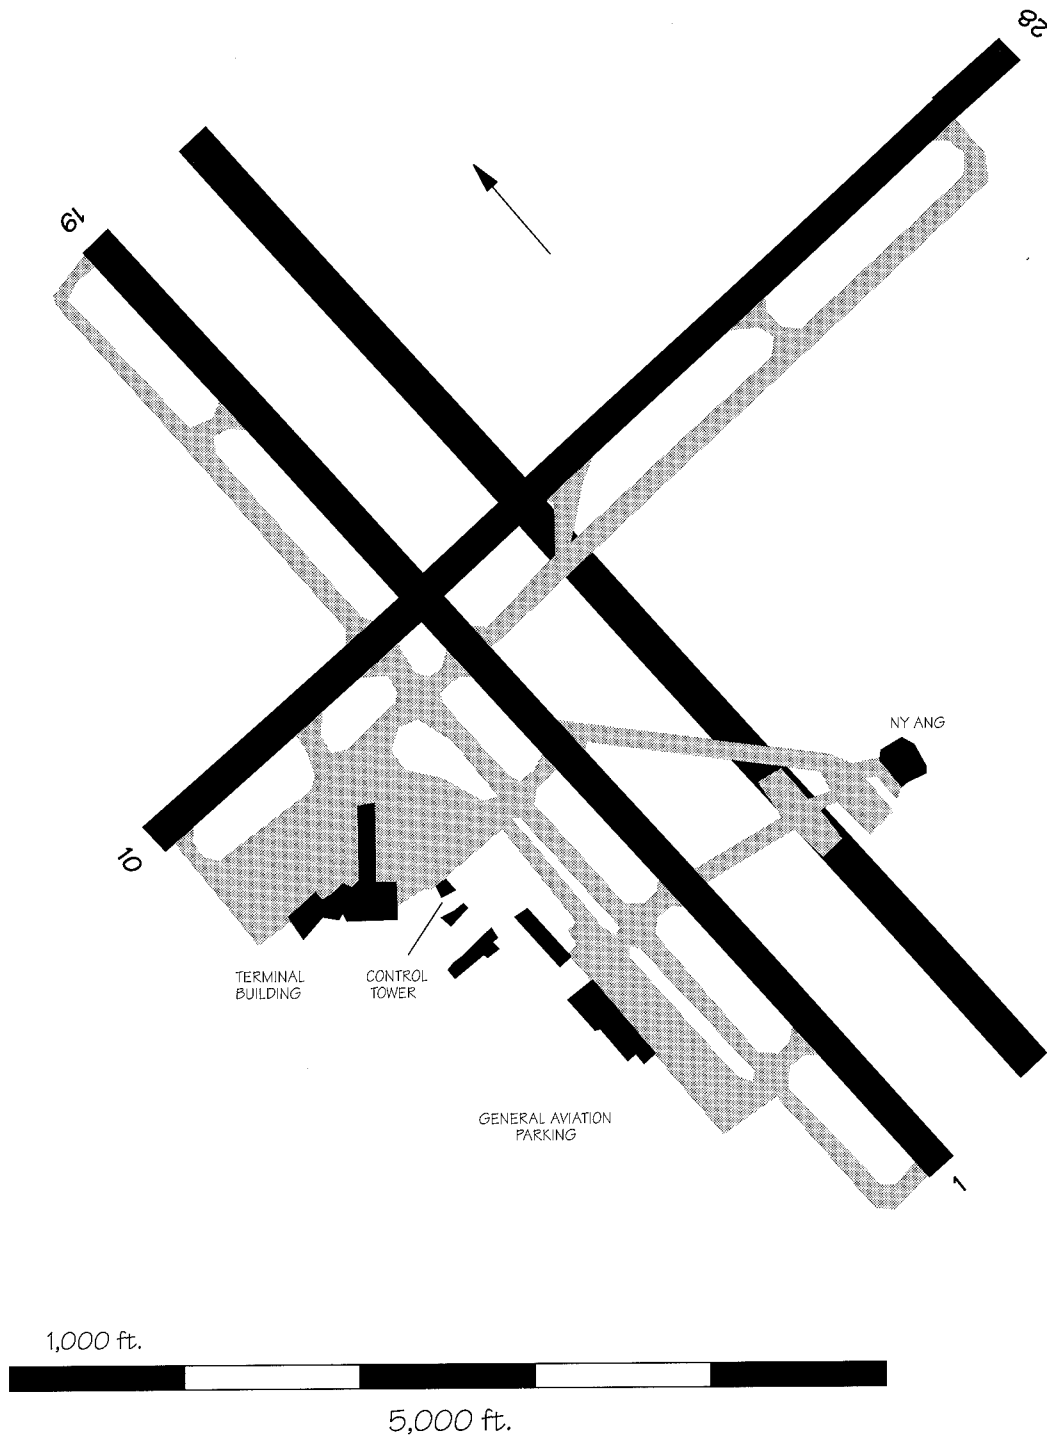 28
19
NY ANG
10
TERMINAL
BUILDING
CONTROL
TOWER
GENERAL AVIATION
PARKING
1
1,000 ft.
5,000 ft.